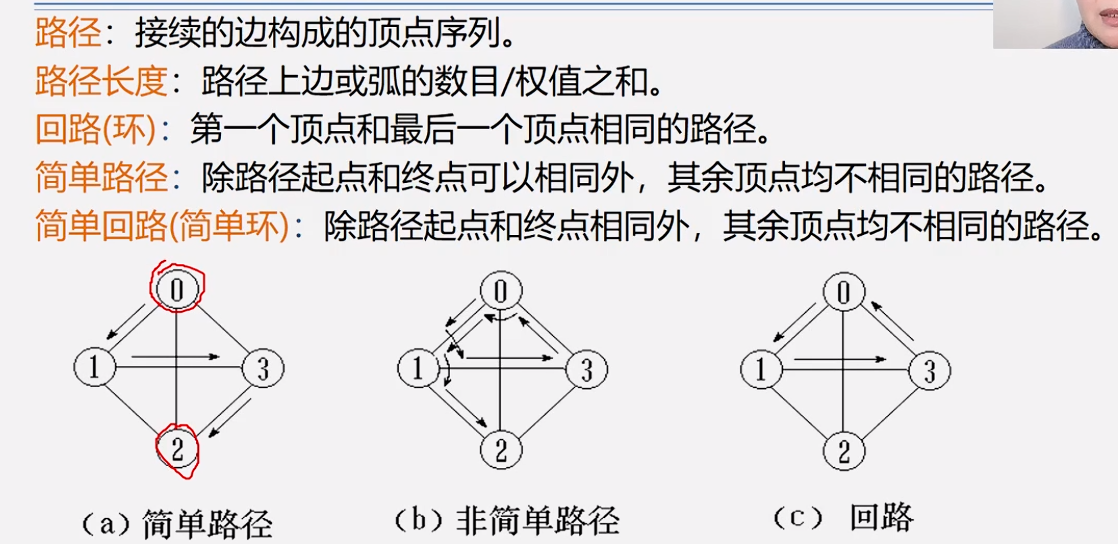 路径：接续的边构成的顶点序列。
路径长度：路径上边或弧的数目/权值之和。
回路(环)：第一个顶点和最后一个顶点相同的路径。
简单路径：除路径起点和终点可以相同外，其余顶点均不相同的路径。
简单回路(简单环)：除路径起点和终点相同外，其余顶点均不相同的路径。
0 0 0
1 3 1 3 1 3
2 2 2
（a）简单路径 （b）非简单路径 （c） 回路